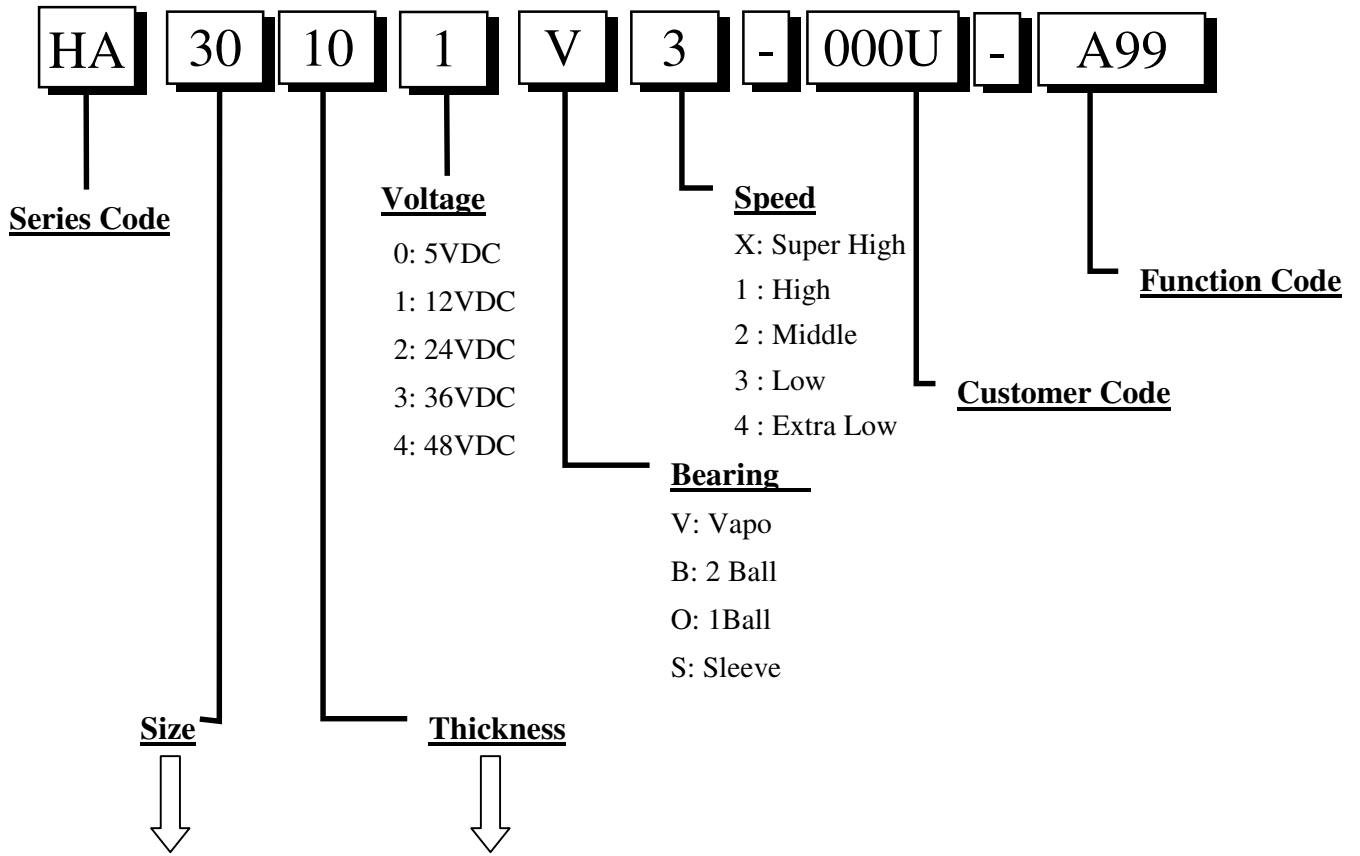 HA 30 10 1 V 3 - 000U - A99
Series Code
Voltage
0: 5VDC
1: 12VDC
2: 24VDC
3: 36VDC
4: 48VDC
Speed
X: Super High
1 : High
2 : Middle
3 : Low
4 : Extra Low
Function Code
Customer Code
Bearing
V: Vapo
B: 2 Ball
O: 1Ball
S: Sleeve
Size
Thickness